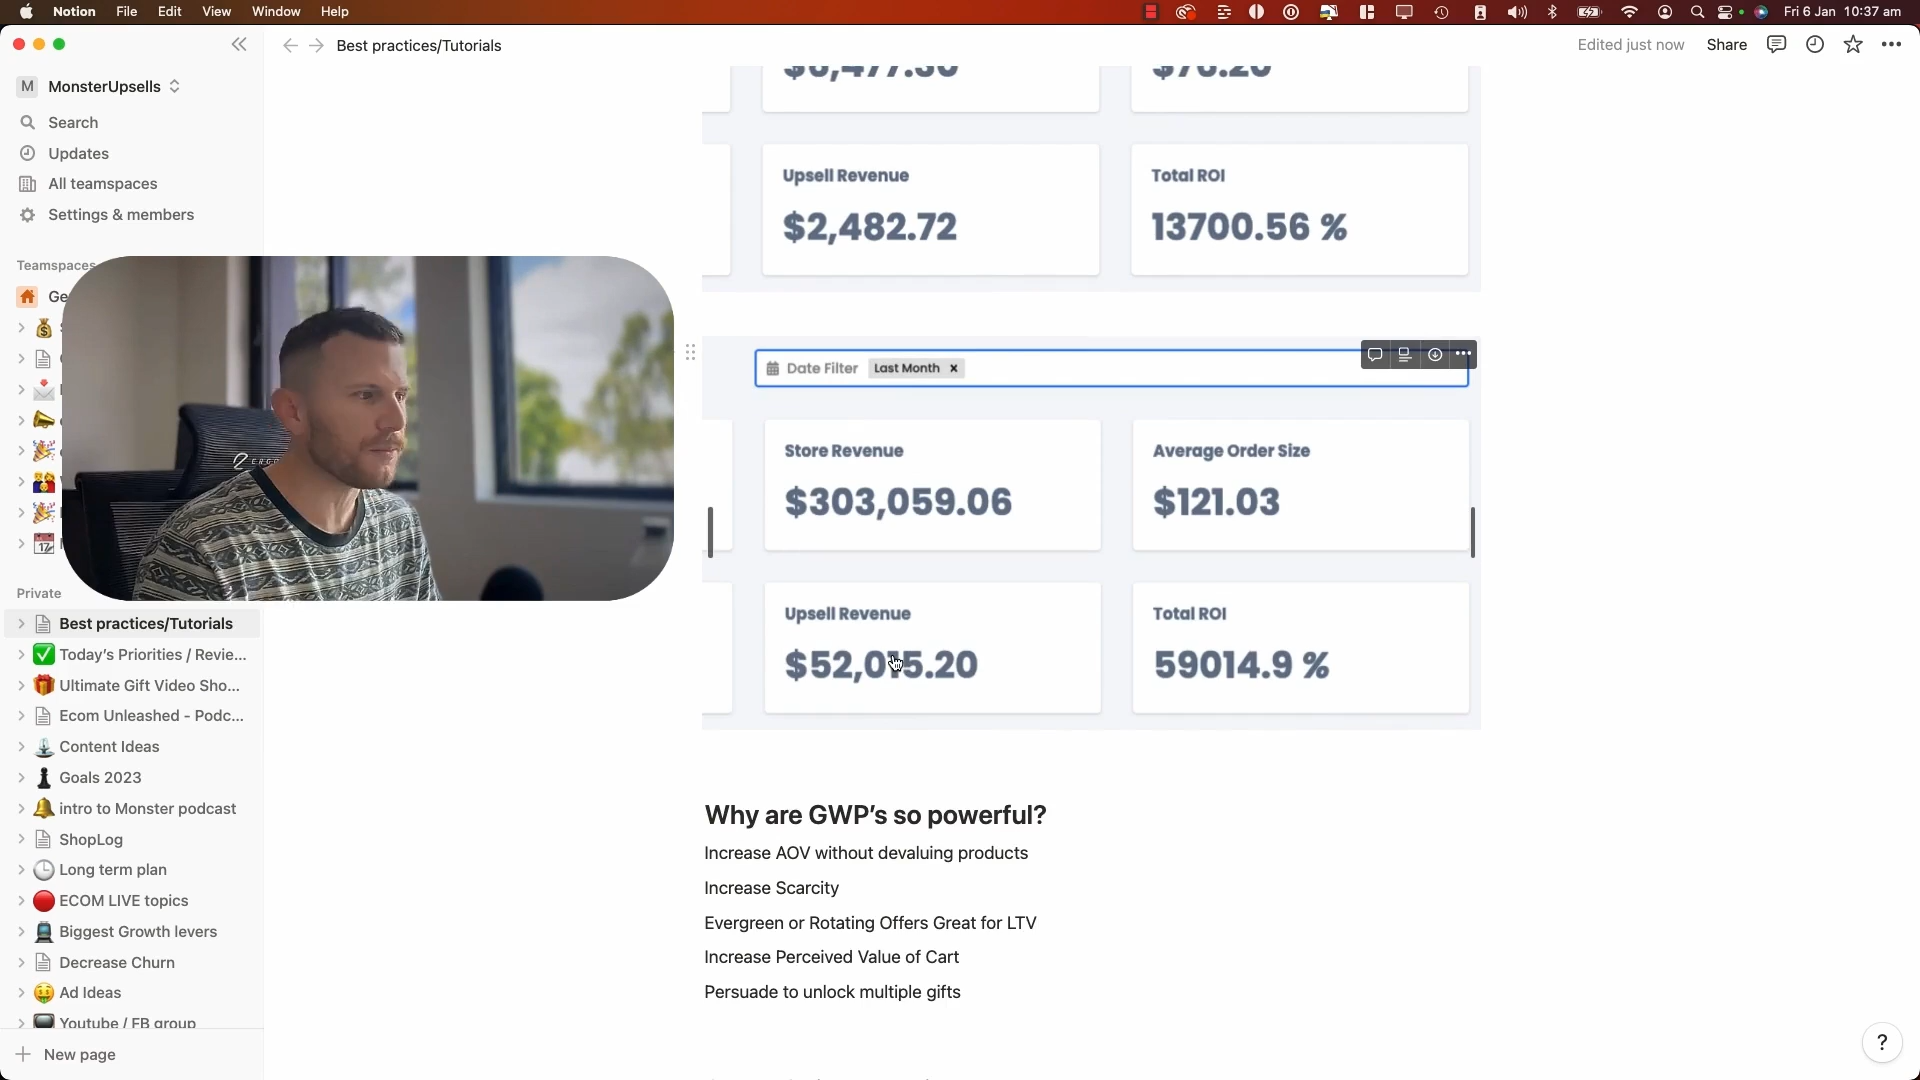 Notion File Edit View Window Help
Fri 6 Jan 10:37 am
Best practices/Tutorials
Edited just now
Share
M MonsterUpsells
Search
Updates
All teamspaces
Settings & members
Teamspaces
Ge
Private
Best practices/Tutorials
Today's Priorities / Revie...
Ultimate Gift Video Sho...
Ecom Unleashed - Podc...
Content Ideas
Goals 2023
intro to Monster podcast
ShopLog
Long term plan
ECOM LIVE topics
Biggest Growth levers
Decrease Churn
Ad Ideas
Youtube / FB group
New page
Upsell Revenue
$2,482.72
Total ROI
13700.56 %
Date Filter Last Month ×
Store Revenue
$303,059.06
Average Order Size
$121.03
Upsell Revenue
$52,015.20
Total ROI
59014.9 %
Why are GWP's so powerful?
Increase AOV without devaluing products
Increase Scarcity
Evergreen or Rotating Offers Great for LTV
Increase Perceived Value of Cart
Persuade to unlock multiple gifts
?